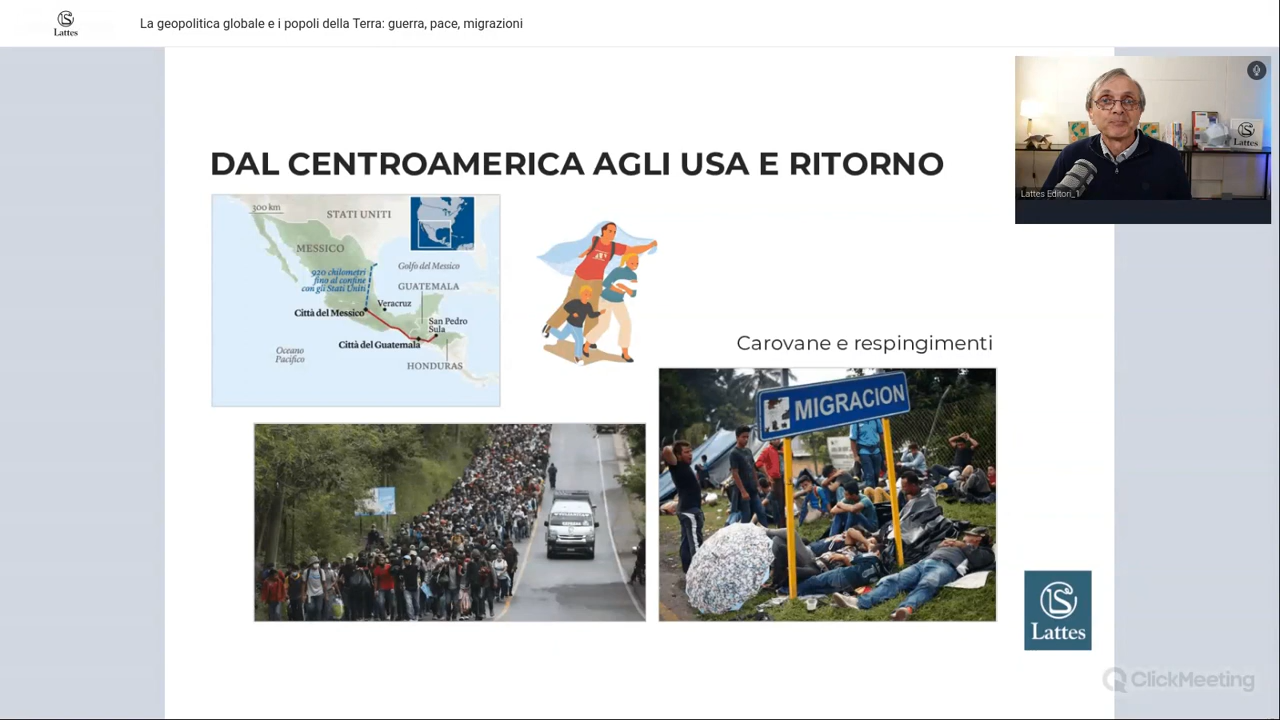 Lattes
La geopolitica globale e i popoli della Terra: guerra, pace, migrazioni
Lattes
Lattes Editori_1
DAL CENTROAMERICA AGLI USA E RITORNO
300 km
STATI UNITI
MESSICO
920 chilometri
fino al confine
con gli Stati Uniti
Golfo del Messico
GUATEMALA
Veracruz
Città del Messico
San Pedro
Sula
Città del Guatemala
Oceano
Pacifico
HONDURAS
Carovane e respingimenti
MIGRACION
Lattes
ClickMeeting